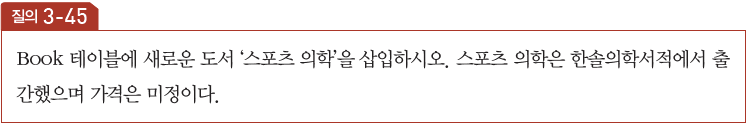 질의 3-45
Book 테이블에 새로운 도서 ‘스포츠 의학’을 삽입하시오. 스포츠 의학은 한솔의학서적에서 출
간했으며 가격은 미정이다.